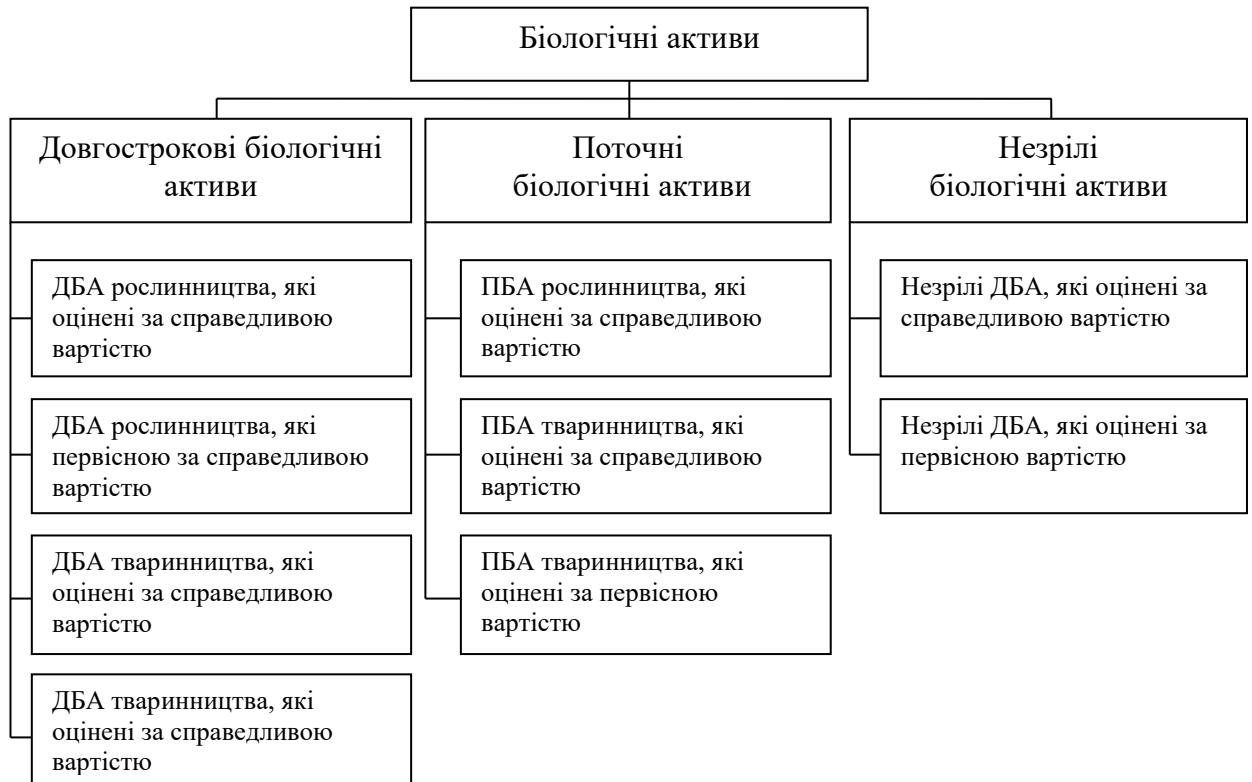 Біологічні активи
Довгострокові біологічні
активи
ДБА рослинництва, які
оцінені за справедливою
вартістю
ДБА рослинництва, які
первісною за справедливою
вартістю
ДБА тваринництва, які
оцінені за справедливою
вартістю
ДБА тваринництва, які
оцінені за справедливою
вартістю
Поточні
біологічні активи
ПБА рослинництва, які
оцінені за справедливою
вартістю
ПБА тваринництва, які
оцінені за справедливою
вартістю
ПБА тваринництва, які
оцінені за первісною
вартістю
Незрілі
біологічні активи
Незрілі ДБА, які оцінені за
справедливою вартістю
Незрілі ДБА, які оцінені за
первісною вартістю